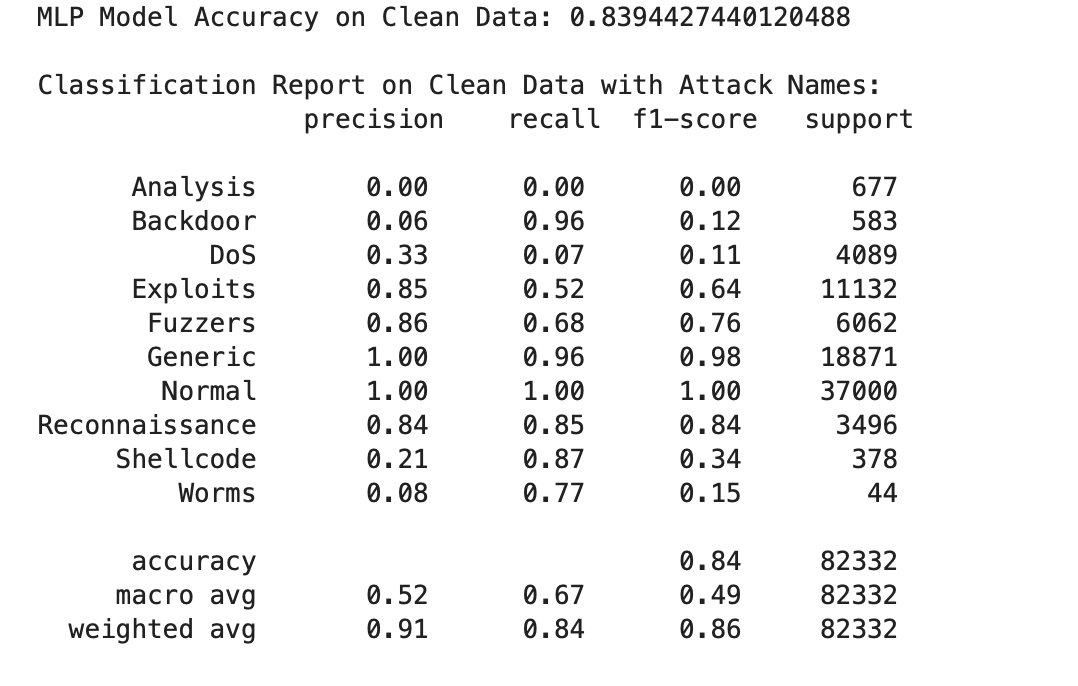 MLP Model Accuracy on Clean Data: 0.8394427440120488
Classification Report on Clean Data with Attack Names:
precision recall f1-score support
Analysis 0.00 0.00 0.00 677
Backdoor 0.06 0.96 0.12 583
DoS 0.33 0.07 0.11 4089
Exploits 0.85 0.52 0.64 11132
Fuzzers 0.86 0.68 0.76 6062
Generic 1.00 0.96 0.98 18871
Normal 1.00 1.00 1.00 37000
Reconnaissance 0.84 0.85 0.84 3496
Shellcode 0.21 0.87 0.34 378
Worms 0.08 0.77 0.15 44
accuracy 0.84 82332
macro avg 0.52 0.67 0.49 82332
weighted avg 0.91 0.84 0.86 82332